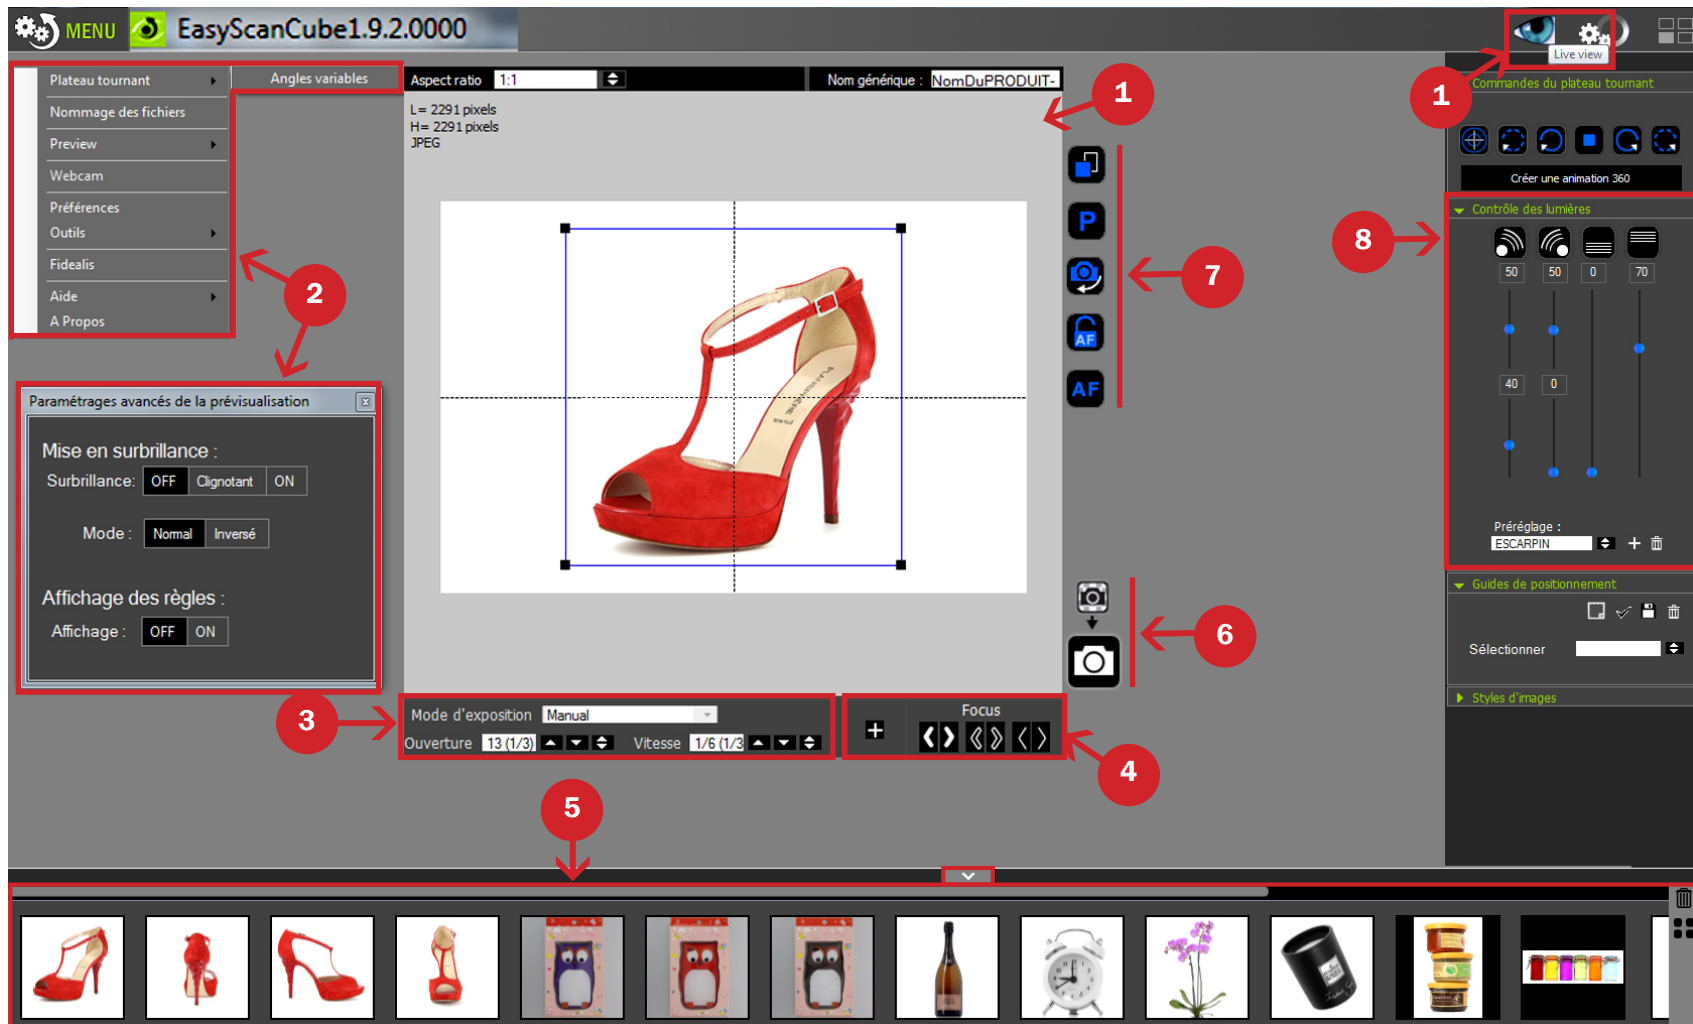 MENU
EasyScanCube1.9.2.0000
Live view
1
1
Plateau tournant
Angles variables
Nommage des fichiers
Preview
Webcam
Préférences
Outils
Fidealis
Aide
A Propos
2
Aspect ratio 1:1
Nom générique : NomDuPRODUIT-
L= 2291 pixels
H= 2291 pixels
JPEG
P
AF
AF
7
6
Paramétrages avancés de la prévisualisation
Mise en surbrillance :
Surbrillance: OFF Clignotant ON
Mode : Normal Inversé
Affichage des règles :
Affichage : OFF ON
3
Mode d'exposition Manual
Ouverture 13 (1/3) Vitesse 1/6 (1/3
Focus
4
5
Commandes du plateau tournant
Créer une animation 360
8
Contrôle des lumières
50 50 0 70
40 0
Préréglage :
ESCARPIN
Guides de positionnement
Sélectionner
Styles d'images